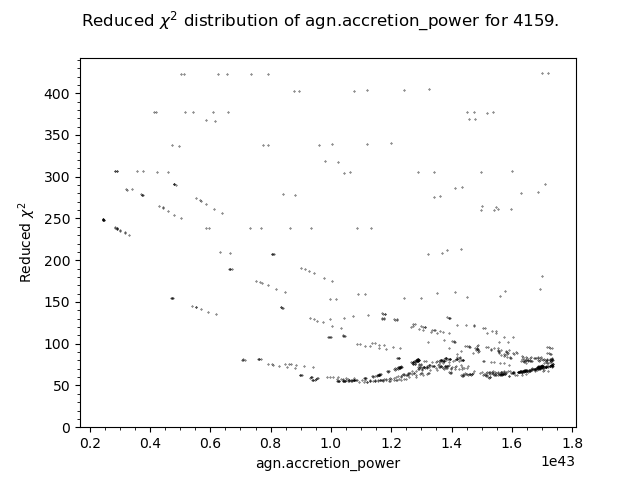 Reduced χ² distribution of agn.accretion_power for 4159.
Reduced χ²
400
350
300
250
200
150
100
50
0
0.2 0.4 0.6 0.8 1.0 1.2 1.4 1.6 1.8
1e43
agn.accretion_power